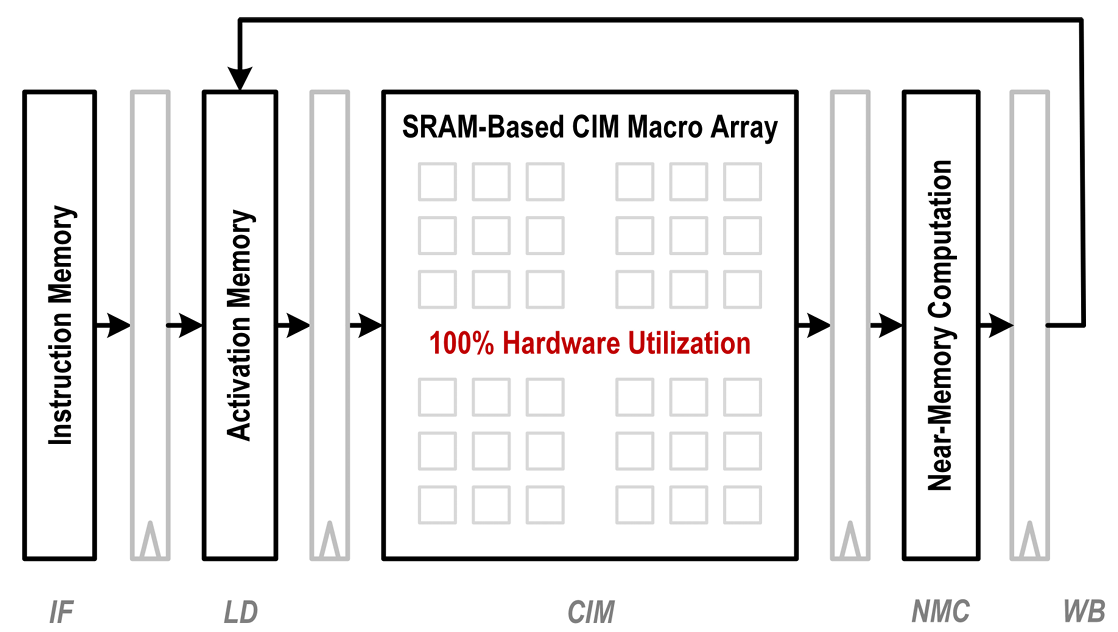 SRAM-Based CIM Macro Array
Instruction Memory
Activation Memory
100% Hardware Utilization
Near-Memory Computation
IF
LD
CIM
NMC
WB